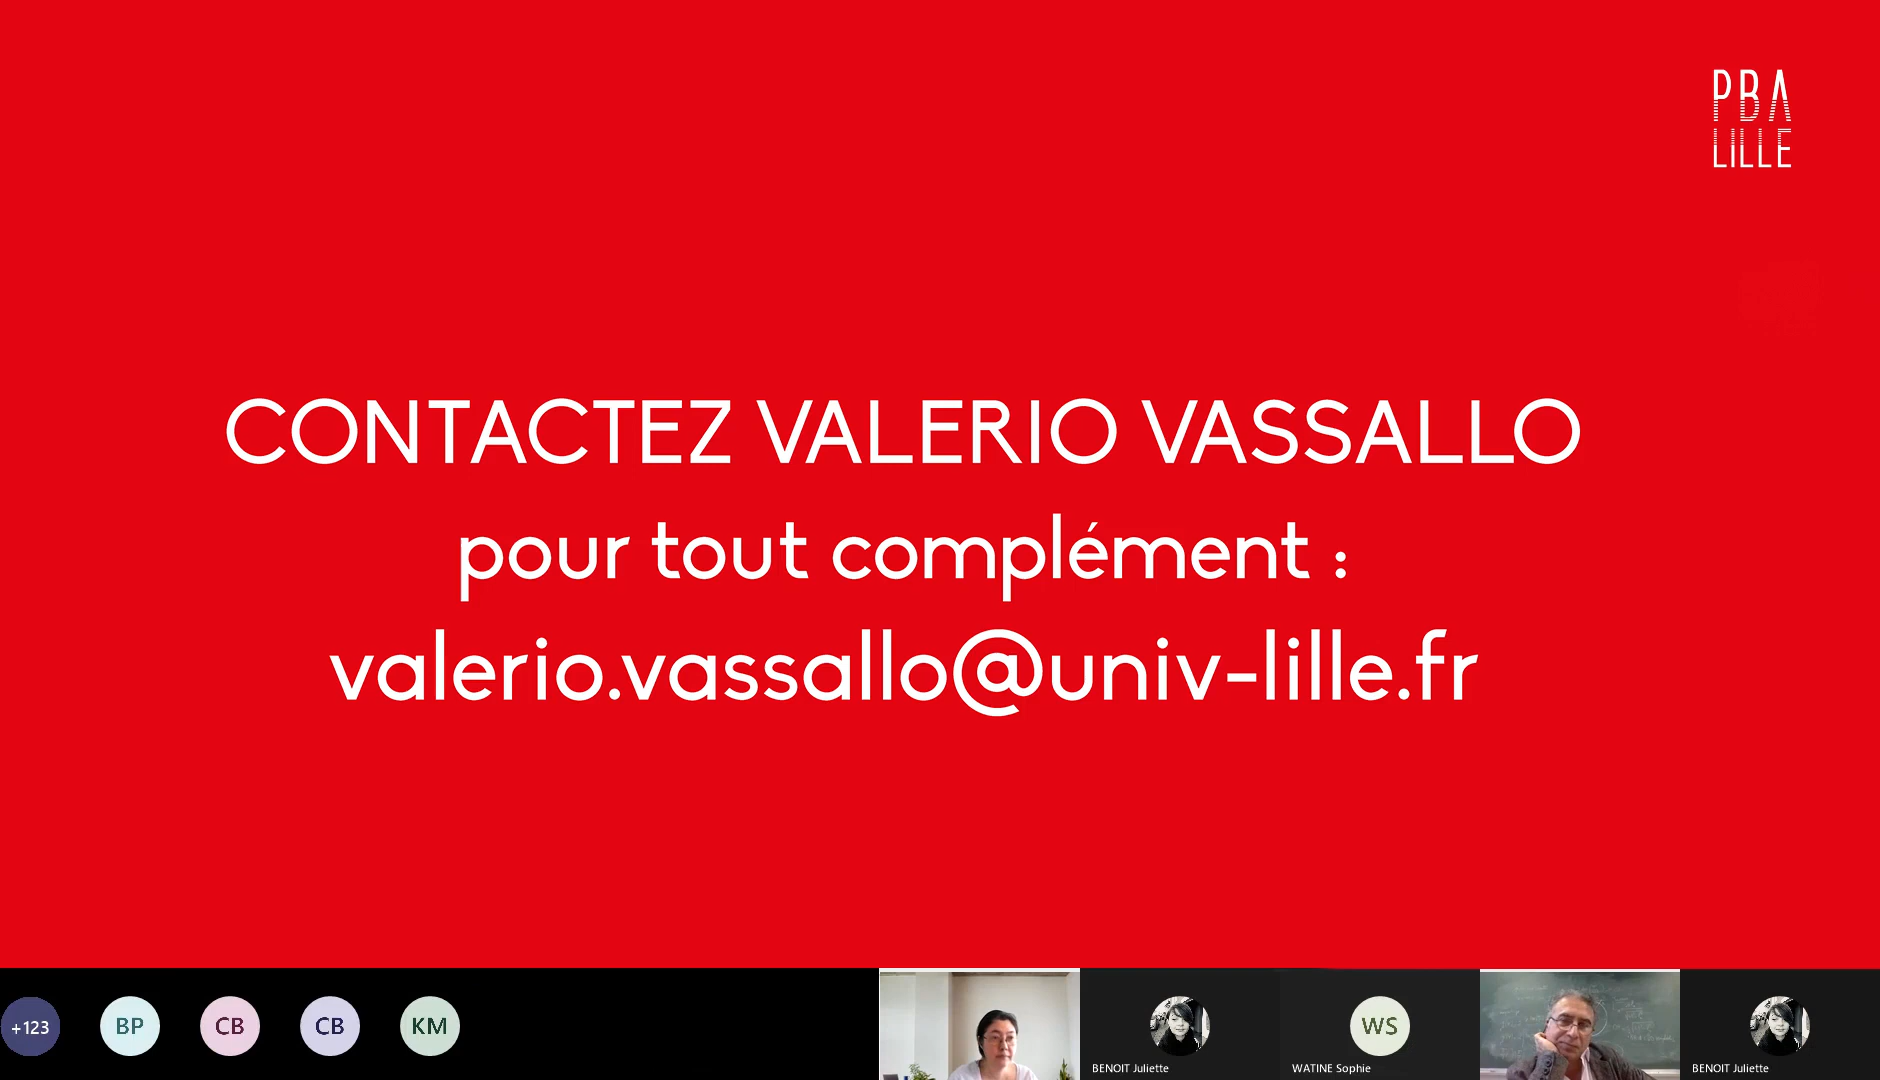 PBA
LILLE
CONTACTEZ VALERIO VASSALLO
pour tout complément :
valerio.vassallo@univ-lille.fr
+123
BP
CB
CB
KM
BENOIT Juliette
WS
WATINE Sophie
BENOIT Juliette